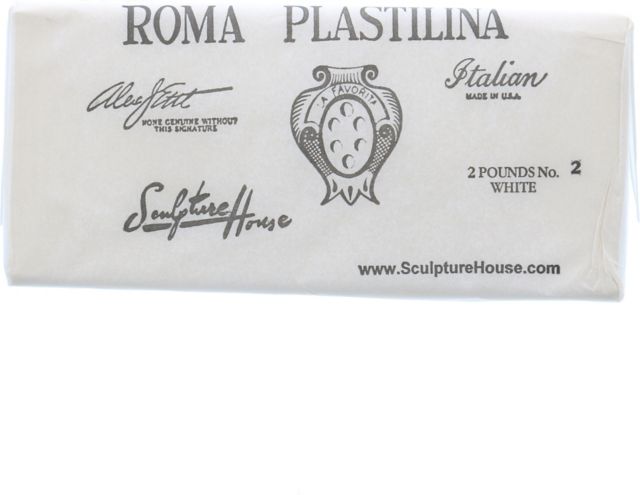 ROMA PLASTILINA
Italian
MADE IN U.S.A.
NONE GENUINE WITHOUT
THIS SIGNATURE
LA FAVORITA
2 POUNDS No. 2
WHITE
Sculpture House
www.SculptureHouse.com